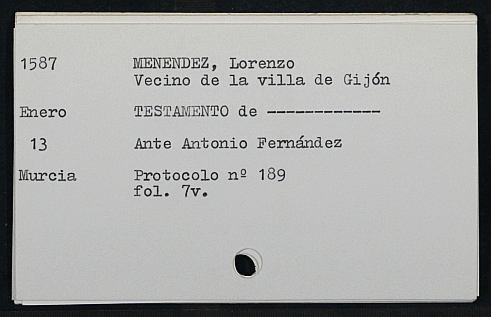 1587 MENENDEZ, Lorenzo
Vecino de la villa de Gijón
Enero TESTAMENTO de ------------
13 Ante Antonio Fernández
Murcia Protocolo nº 189
fol. 7v.